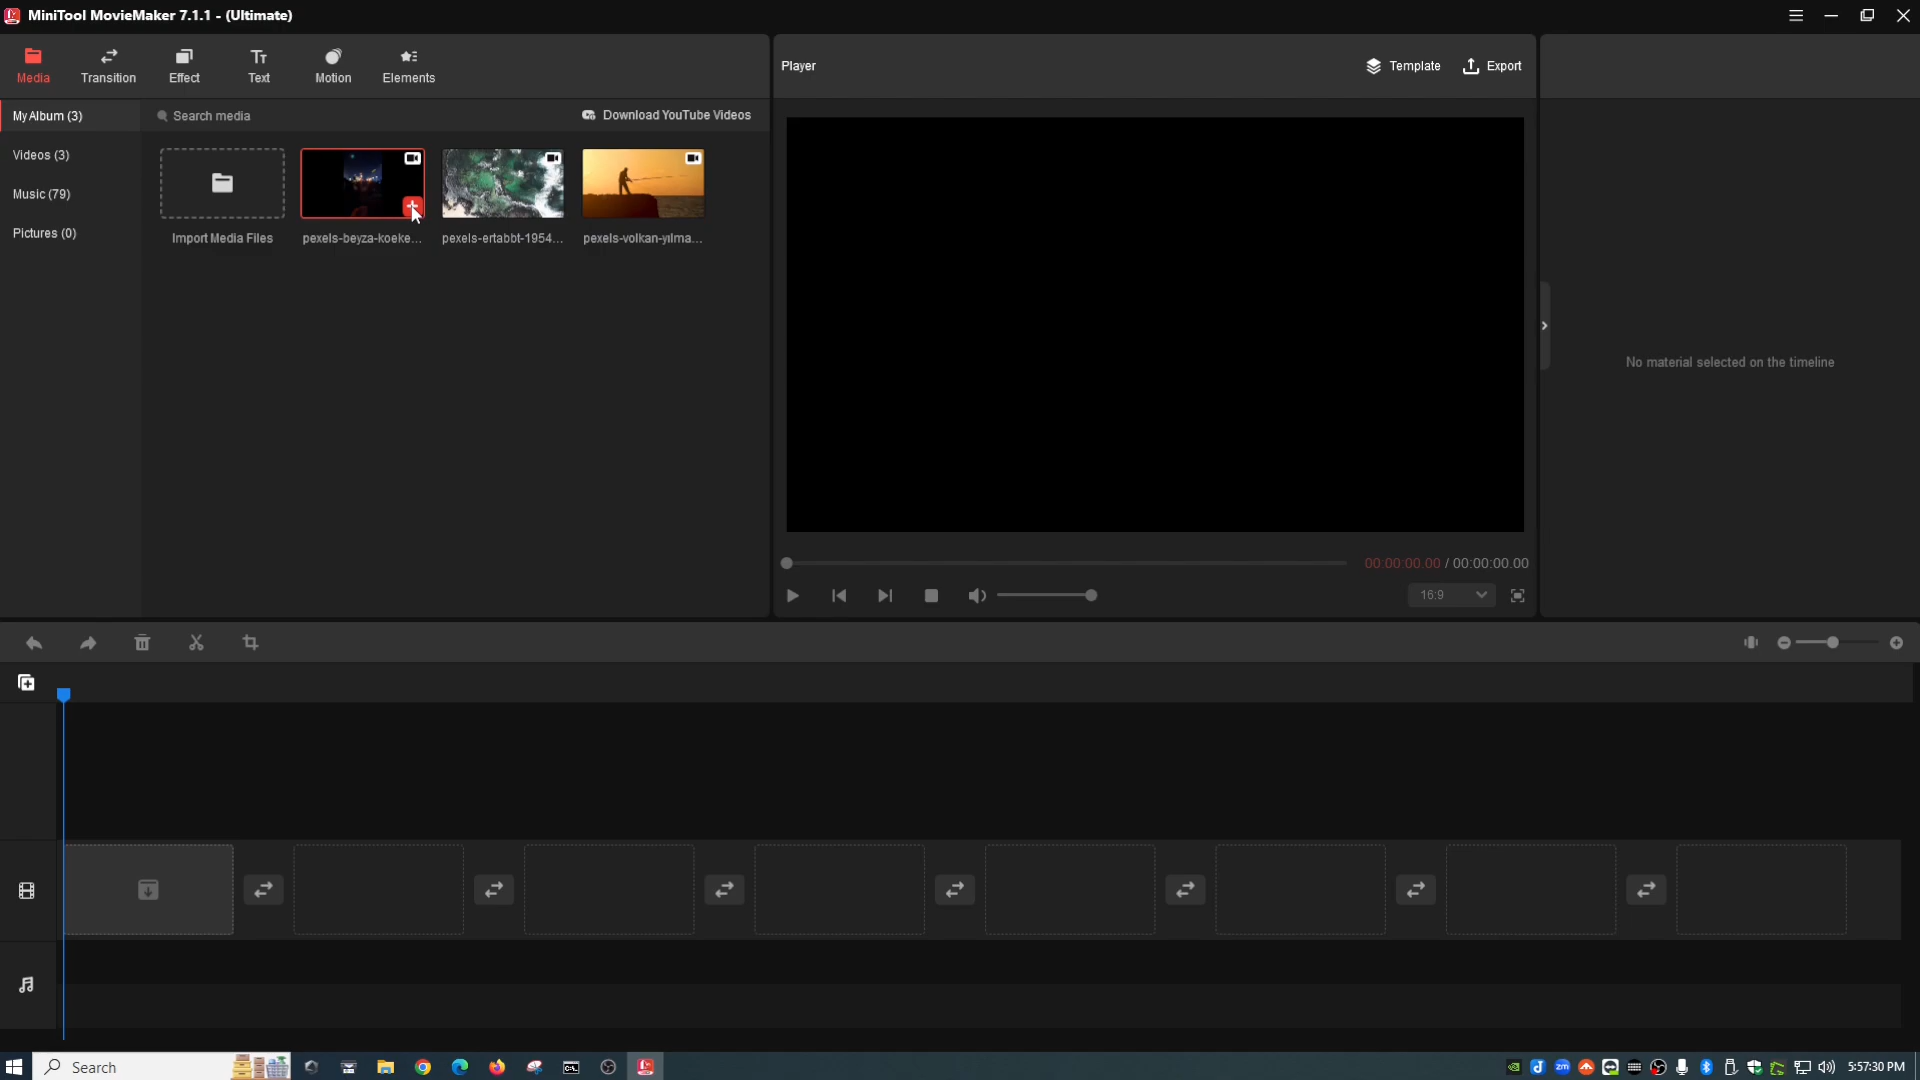 MiniTool MovieMaker 7.1.1 - (Ultimate)
Media
Transition
Effect
Text
Motion
Elements
Player
Template
Export
My Album (3)
Search media
Download YouTube Videos
Videos (3)
Music (79)
Pictures (0)
Import Media Files
pexels-beyza-koeke...
pexels-ertabbt-1954...
pexels-volkan-yılma...
No material selected on the timeline
00:00:00.00 / 00:00:00.00
16:9
Search
5:57:30 PM